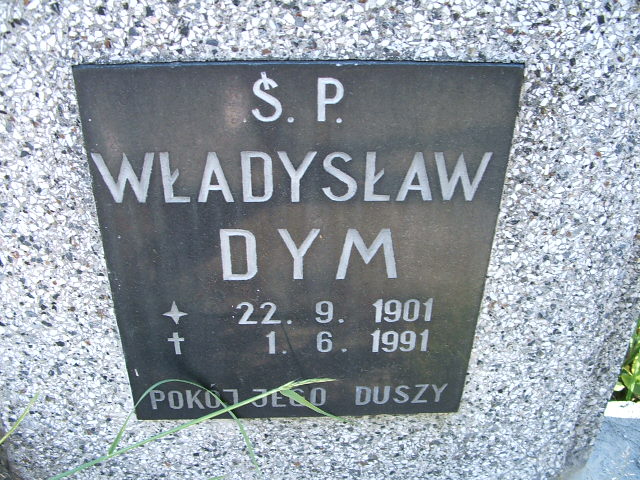 Ś. P.
WŁADYSŁAW
DYM
✦ 22. 9. 1901
✝ 1. 6. 1991
POKÓJ JEGO DUSZY